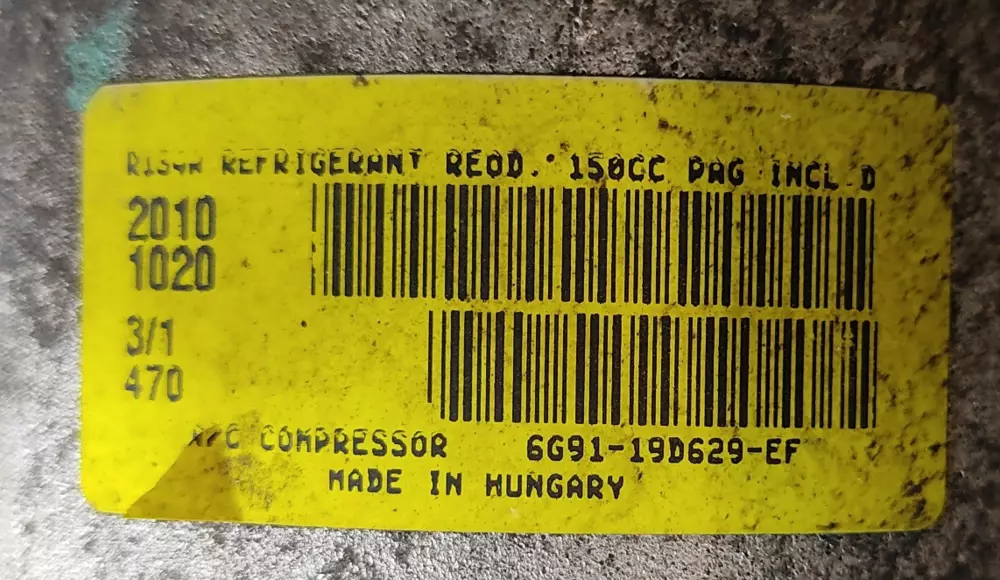 R134A REFRIGERANT REQD. 150CC PAG INCL D
2010
1020
3/1
470
A/C COMPRESSOR 6G91-19D629-EF
MADE IN HUNGARY